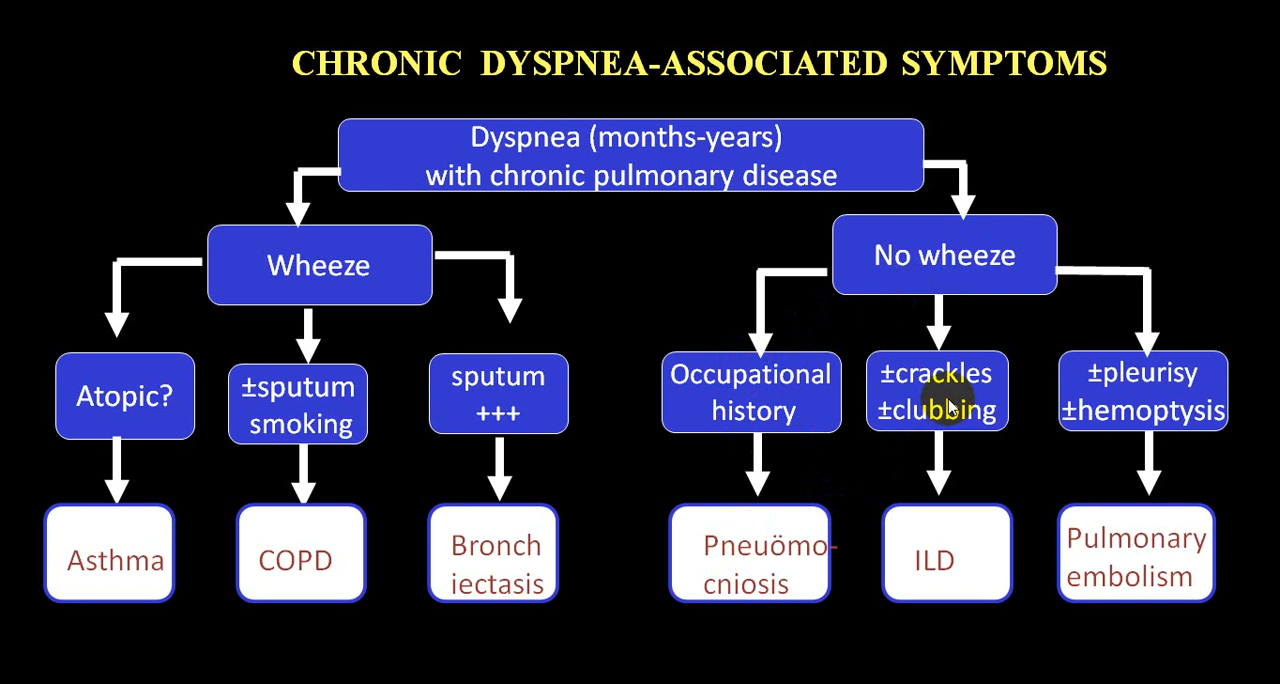 CHRONIC DYSPNEA-ASSOCIATED SYMPTOMS
Dyspnea (months-years)
with chronic pulmonary disease
Wheeze
No wheeze
Atopic?
±sputum
smoking
sputum
+++
Occupational
history
±crackles
±clubbing
±pleurisy
±hemoptysis
Asthma
COPD
Bronch
iectasis
Pneuömo-
cniosis
ILD
Pulmonary
embolism